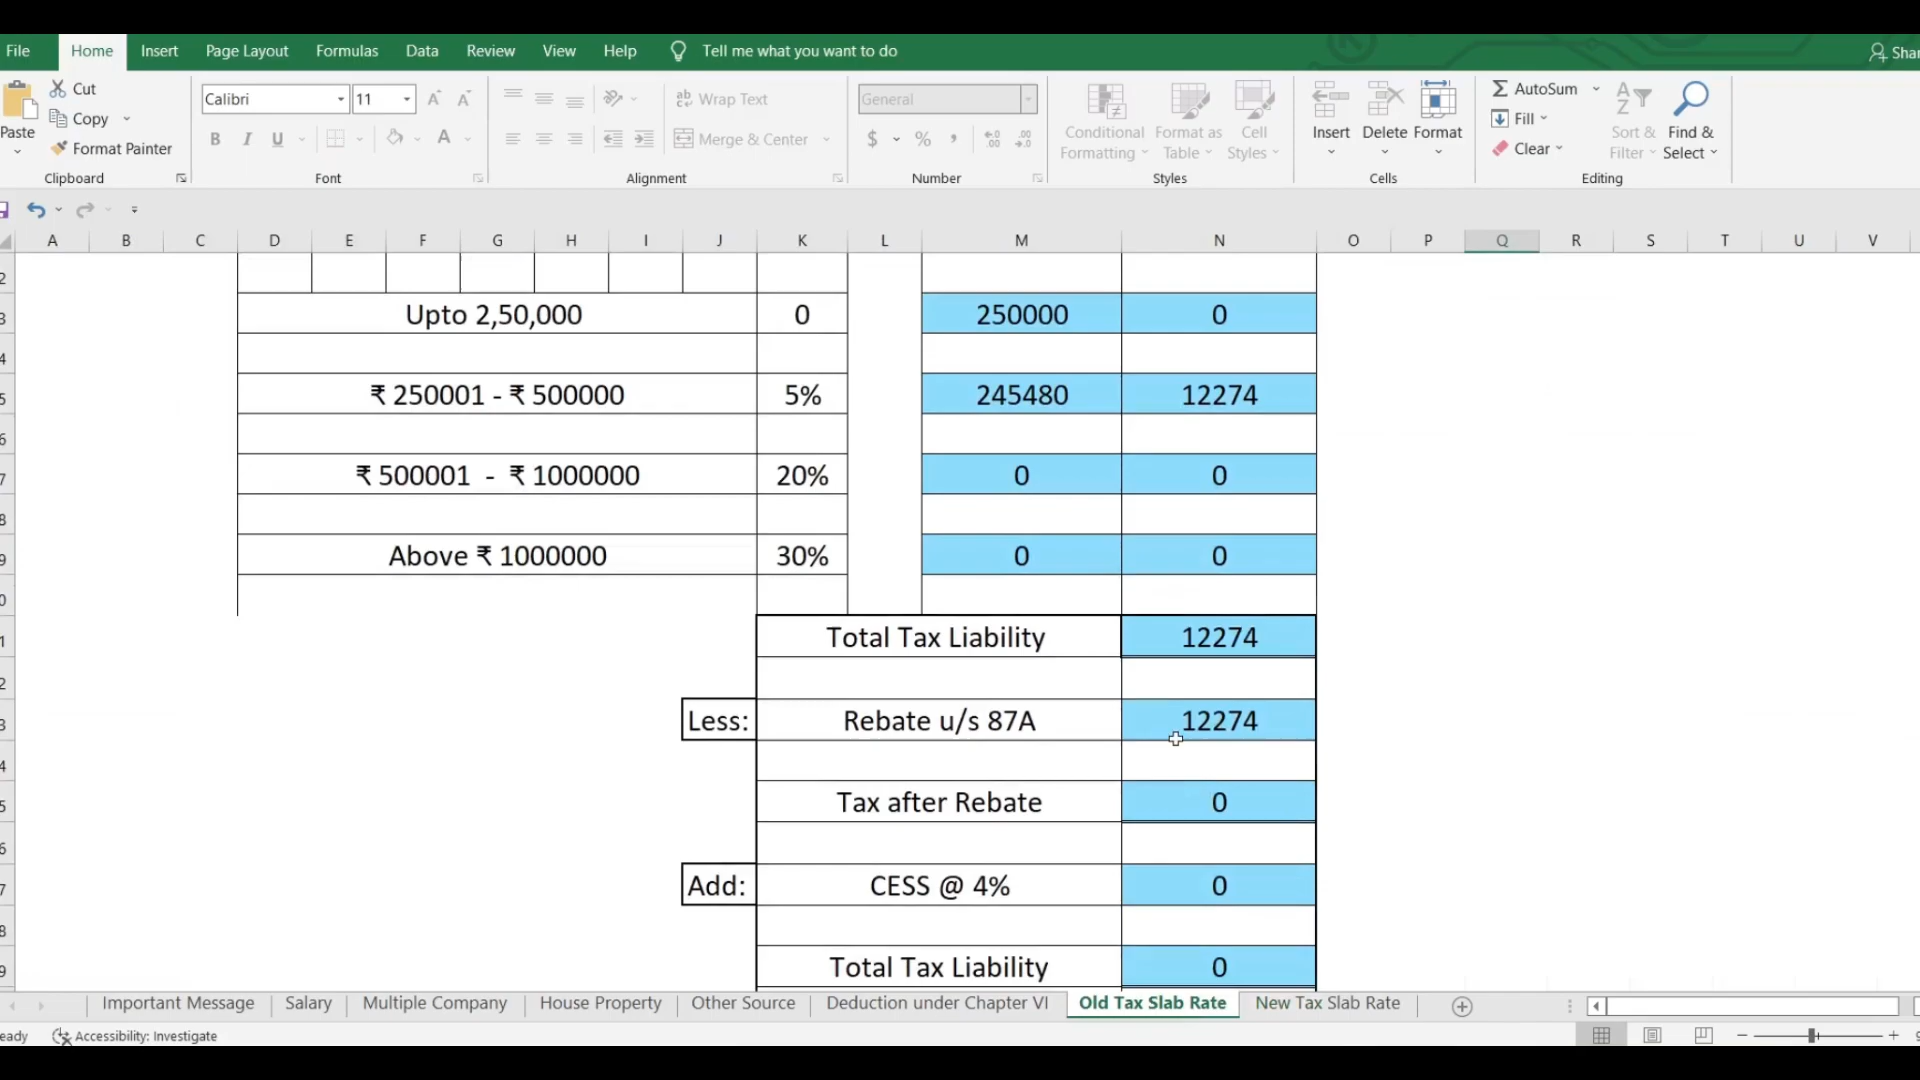 File Home Insert Page Layout Formulas Data Review View Help Tell me what you want to do
Cut
Copy
Format Painter
Paste
Clipboard
Calibri 11
B I U
Font
Wrap Text
Merge & Center
Alignment
General
$ % ,
Number
Conditional Formatting
Format as Table
Cell Styles
Styles
Insert Delete Format
Cells
AutoSum
Fill
Clear
Sort & Filter
Find & Select
Editing
A B C D E F G H I J K L M N O P Q R S T U V
Upto 2,50,000 0 250000 0
₹ 250001 - ₹ 500000 5% 245480 12274
₹ 500001 - ₹ 1000000 20% 0 0
Above ₹ 1000000 30% 0 0
Total Tax Liability 12274
Less: Rebate u/s 87A 12274
Tax after Rebate 0
Add: CESS @ 4% 0
Total Tax Liability 0
Important Message Salary Multiple Company House Property Other Source Deduction under Chapter VI Old Tax Slab Rate New Tax Slab Rate
Accessibility: Investigate